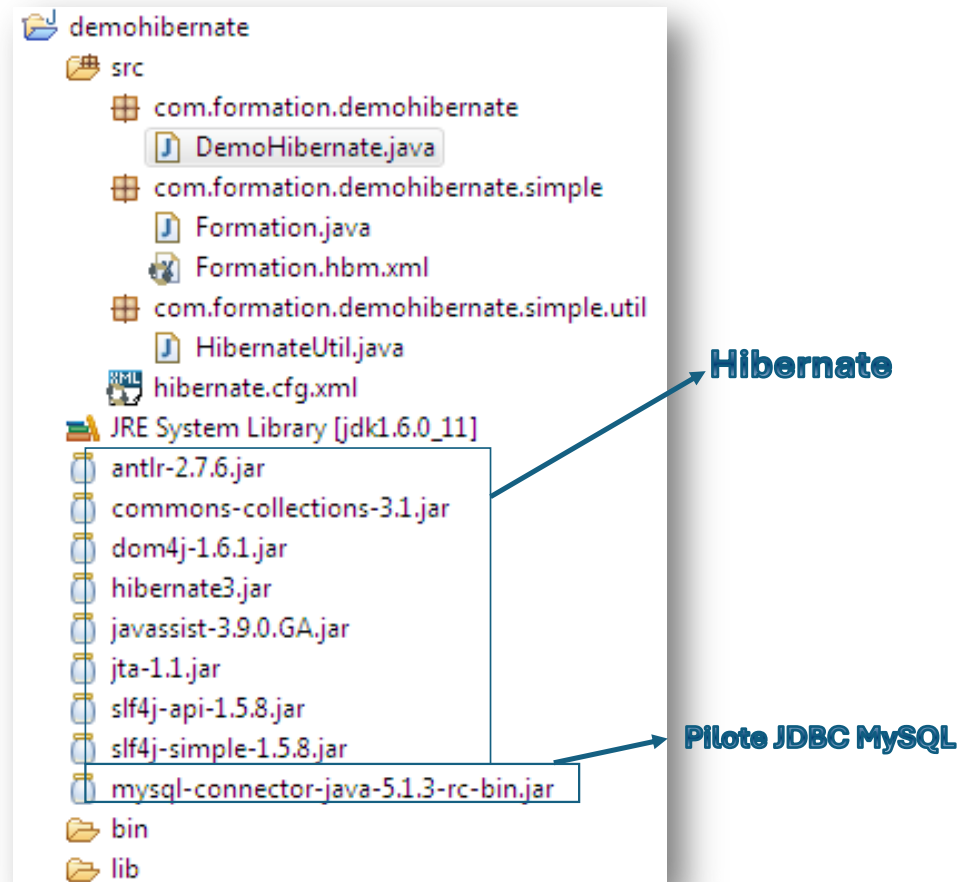 demohibernate
src
com.formation.demohibernate
DemoHibernate.java
com.formation.demohibernate.simple
Formation.java
Formation.hbm.xml
com.formation.demohibernate.simple.util
HibernateUtil.java
hibernate.cfg.xml
JRE System Library [jdk1.6.0_11]
antlr-2.7.6.jar
commons-collections-3.1.jar
dom4j-1.6.1.jar
hibernate3.jar
javassist-3.9.0.GA.jar
jta-1.1.jar
slf4j-api-1.5.8.jar
slf4j-simple-1.5.8.jar
mysql-connector-java-5.1.3-rc-bin.jar
bin
lib
Hibernate
Pilote JDBC MySQL